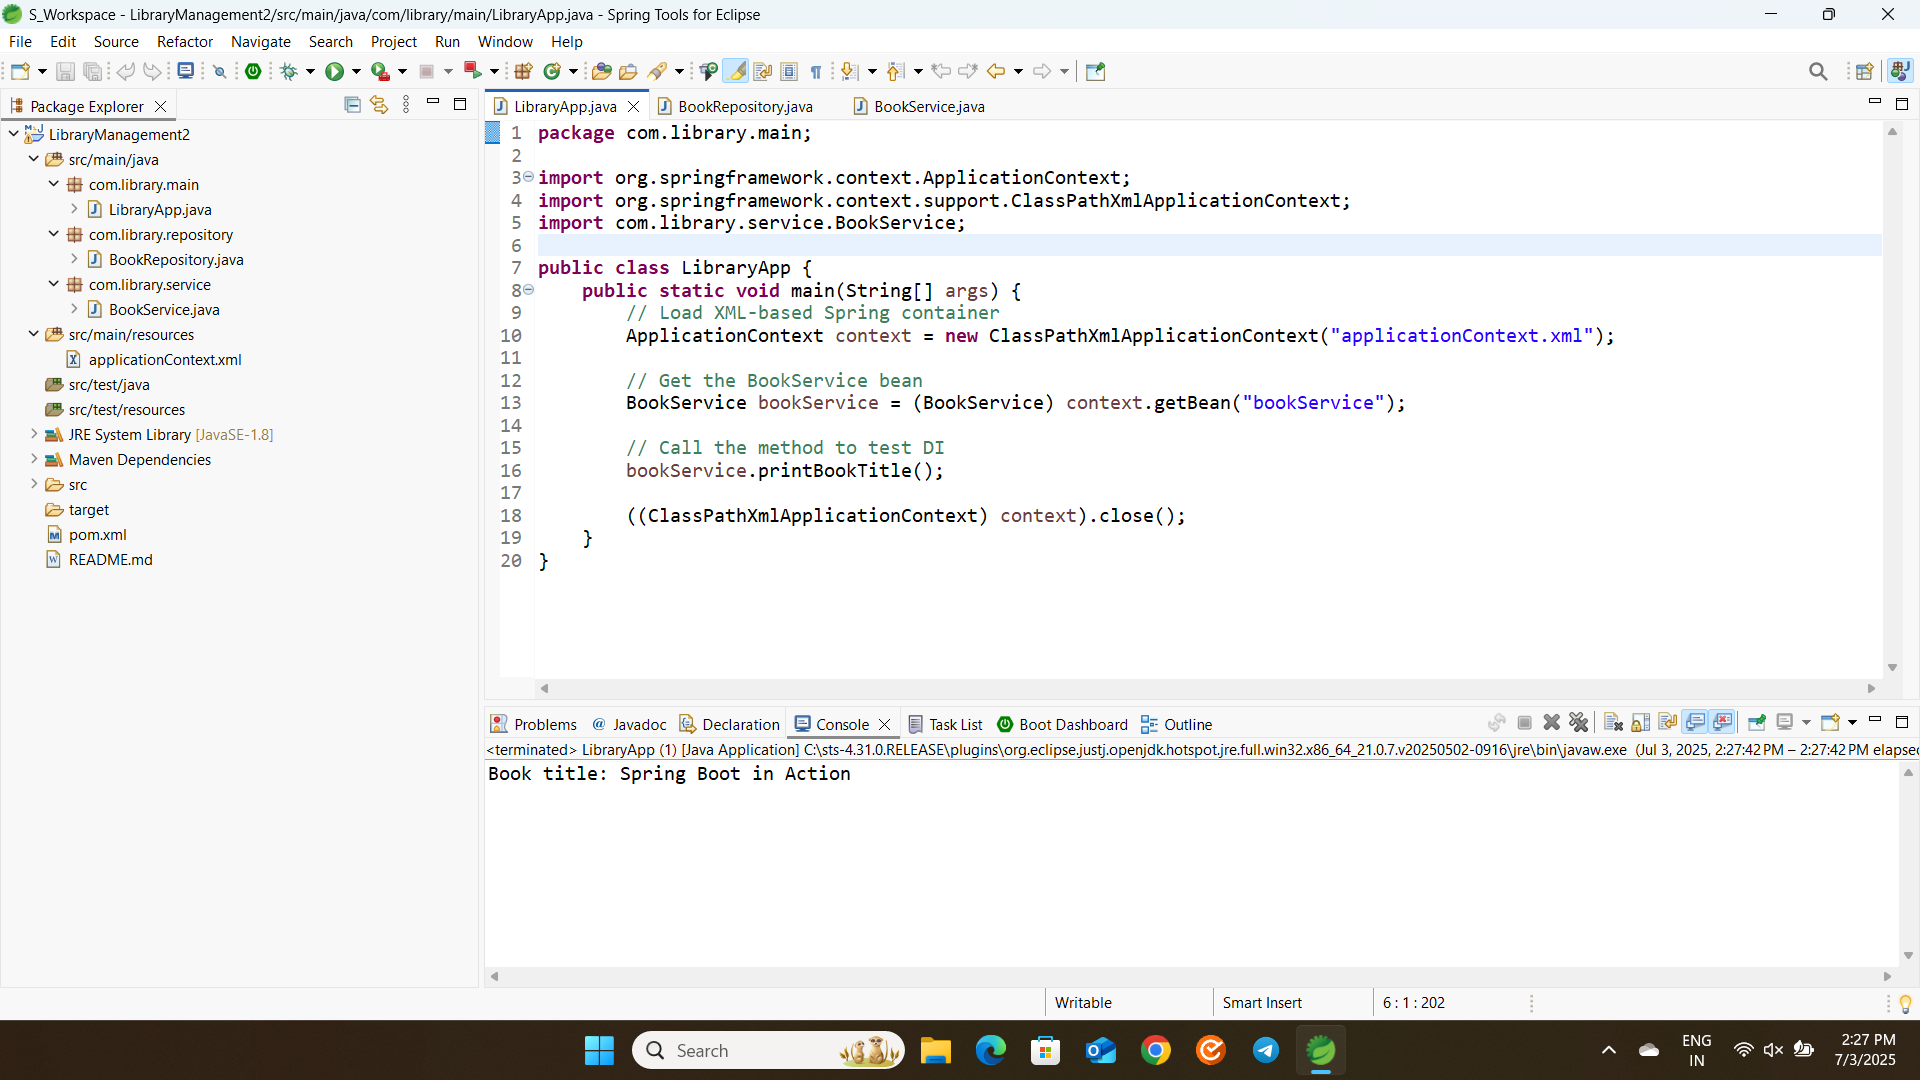 S_Workspace - LibraryManagement2/src/main/java/com/library/main/LibraryApp.java - Spring Tools for Eclipse
File Edit Source Refactor Navigate Search Project Run Window Help
Package Explorer
LibraryManagement2
src/main/java
com.library.main
LibraryApp.java
com.library.repository
BookRepository.java
com.library.service
BookService.java
src/main/resources
applicationContext.xml
src/test/java
src/test/resources
JRE System Library [JavaSE-1.8]
Maven Dependencies
src
target
pom.xml
README.md
LibraryApp.java BookRepository.java BookService.java
1 package com.library.main;
2
3 import org.springframework.context.ApplicationContext;
4 import org.springframework.context.support.ClassPathXmlApplicationContext;
5 import com.library.service.BookService;
6
7 public class LibraryApp {
8 public static void main(String[] args) {
9 // Load XML-based Spring container
10 ApplicationContext context = new ClassPathXmlApplicationContext("applicationContext.xml");
11
12 // Get the BookService bean
13 BookService bookService = (BookService) context.getBean("bookService");
14
15 // Call the method to test DI
16 bookService.printBookTitle();
17
18 ((ClassPathXmlApplicationContext) context).close();
19 }
20 }
Problems @ Javadoc Declaration Console Task List Boot Dashboard Outline
<terminated> LibraryApp (1) [Java Application] C:\sts-4.31.0.RELEASE\plugins\org.eclipse.justj.openjdk.hotspot.jre.full.win32.x86_64_21.0.7.v20250502-0916\jre\bin\javaw.exe (Jul 3, 2025, 2:27:42 PM – 2:27:42 PM elapsed
Book title: Spring Boot in Action
Writable Smart Insert 6 : 1 : 202
Search
ENG
IN
2:27 PM
7/3/2025